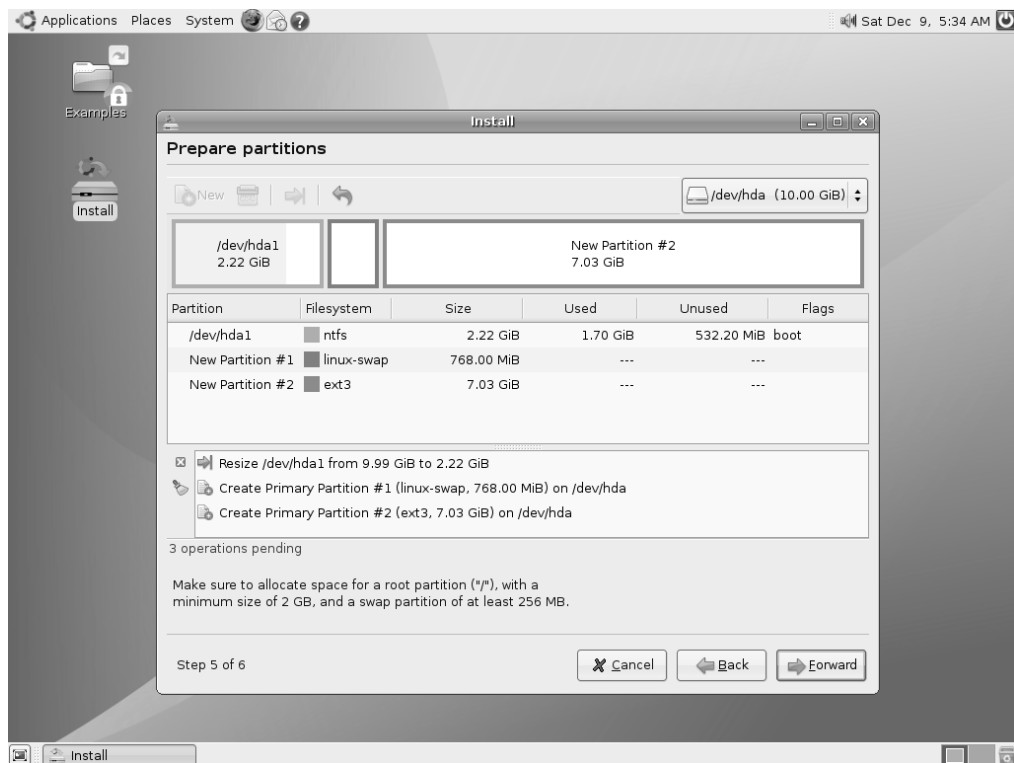 Applications Places System
Sat Dec 9, 5:34 AM
Examples
Install
Install
Prepare partitions
New
/dev/hda (10.00 GiB)
/dev/hda1
2.22 GiB
New Partition #2
7.03 GiB
Partition Filesystem Size Used Unused Flags
/dev/hda1 ntfs 2.22 GiB 1.70 GiB 532.20 MiB boot
New Partition #1 linux-swap 768.00 MiB --- ---
New Partition #2 ext3 7.03 GiB --- ---
Resize /dev/hda1 from 9.99 GiB to 2.22 GiB
Create Primary Partition #1 (linux-swap, 768.00 MiB) on /dev/hda
Create Primary Partition #2 (ext3, 7.03 GiB) on /dev/hda
3 operations pending
Make sure to allocate space for a root partition ("/"), with a
minimum size of 2 GB, and a swap partition of at least 256 MB.
Step 5 of 6
Cancel Back Forward
Install